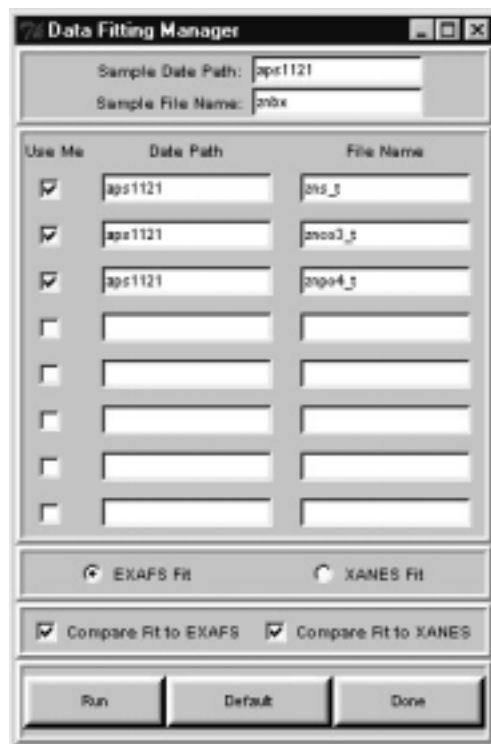 Data Fitting Manager
Sample Date Path: aps1121
Sample File Name: znbx
Use Me Date Path File Name
aps1121 zns_t
aps1121 znco3_t
aps1121 znpo4_t
EXAFS Fit XANES Fit
Compare Fit to EXAFS Compare Fit to XANES
Run Default Done